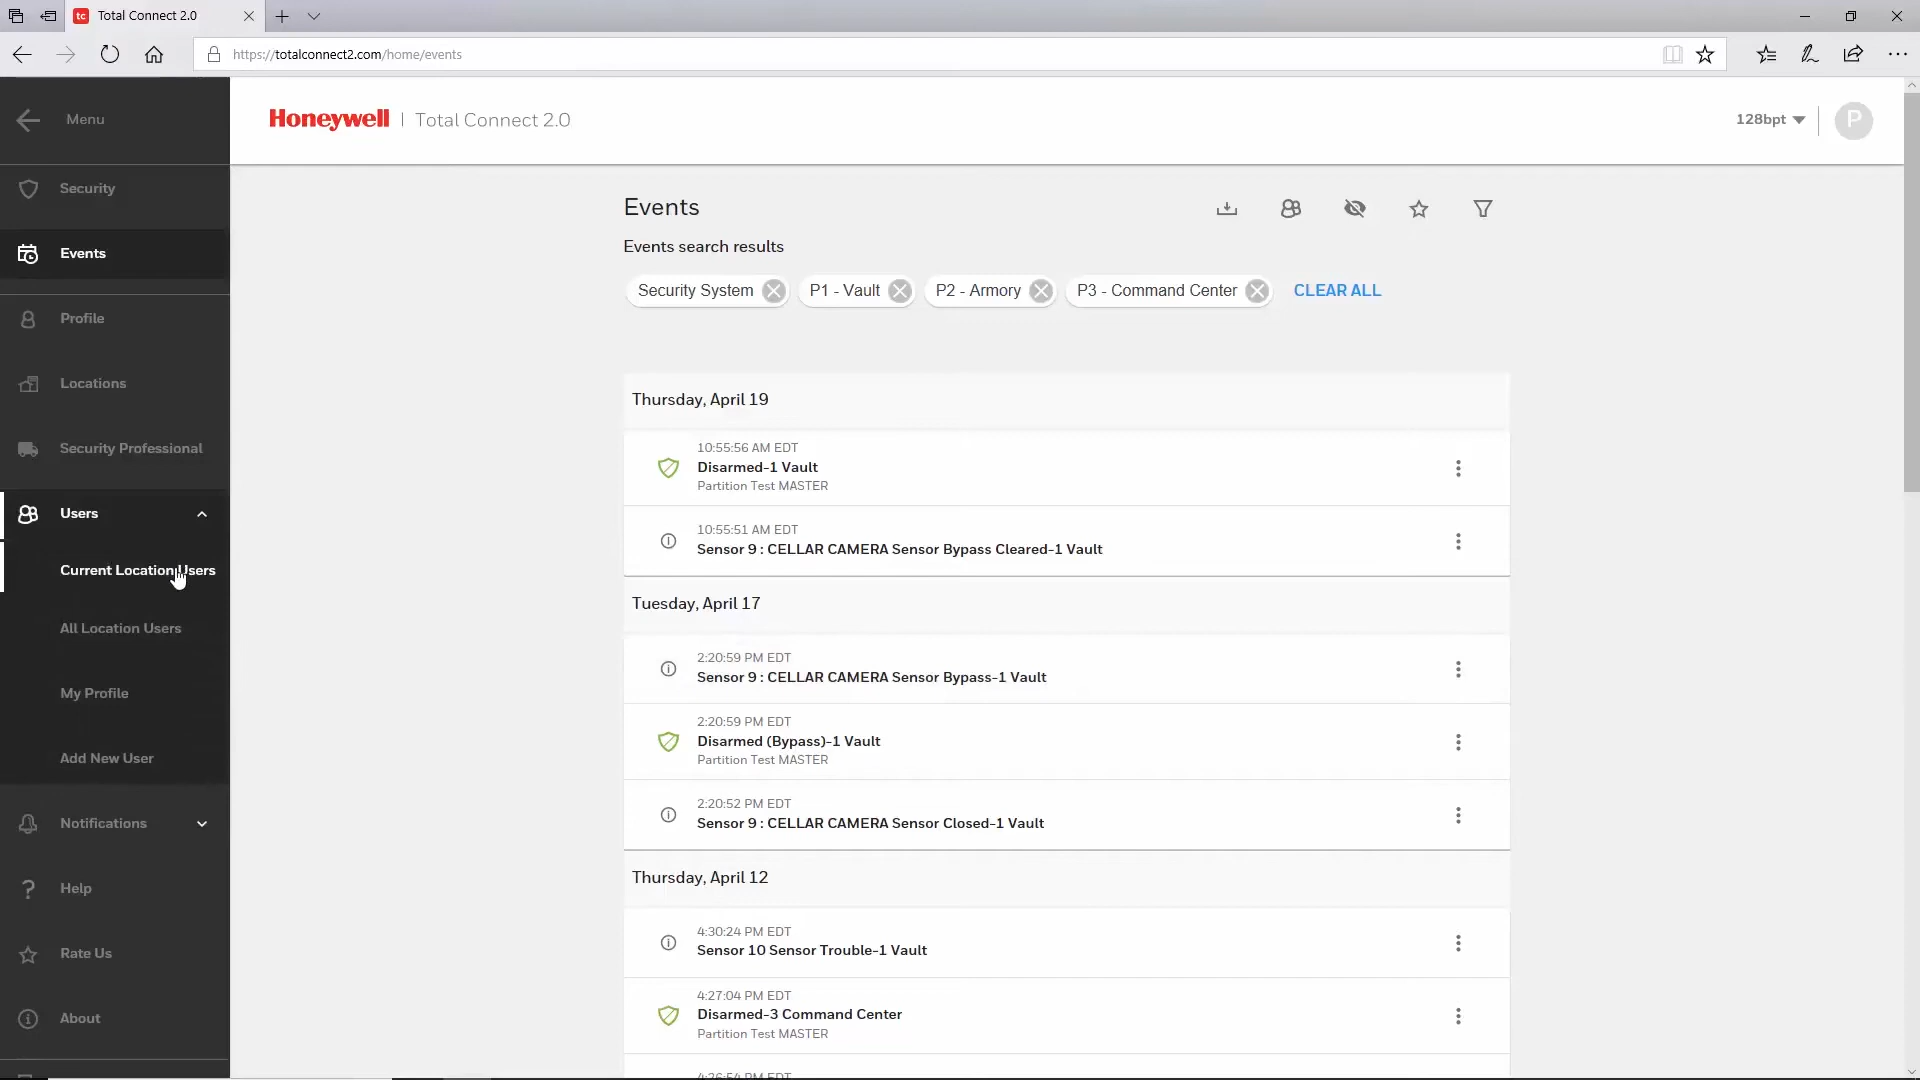 tc Total Connect 2.0
https://totalconnect2.com/home/events
Menu
Security
Events
Profile
Locations
Security Professional
Users
Current Location Users
All Location Users
My Profile
Add New User
Notifications
Help
Rate Us
About
Honeywell | Total Connect 2.0
128bpt
P
Events
Events search results
Security System
P1 - Vault
P2 - Armory
P3 - Command Center
CLEAR ALL
Thursday, April 19
10:55:56 AM EDT
Disarmed-1 Vault
Partition Test MASTER
10:55:51 AM EDT
Sensor 9 : CELLAR CAMERA Sensor Bypass Cleared-1 Vault
Tuesday, April 17
2:20:59 PM EDT
Sensor 9 : CELLAR CAMERA Sensor Bypass-1 Vault
2:20:59 PM EDT
Disarmed (Bypass)-1 Vault
Partition Test MASTER
2:20:52 PM EDT
Sensor 9 : CELLAR CAMERA Sensor Closed-1 Vault
Thursday, April 12
4:30:24 PM EDT
Sensor 10 Sensor Trouble-1 Vault
4:27:04 PM EDT
Disarmed-3 Command Center
Partition Test MASTER
4:26:54 PM EDT